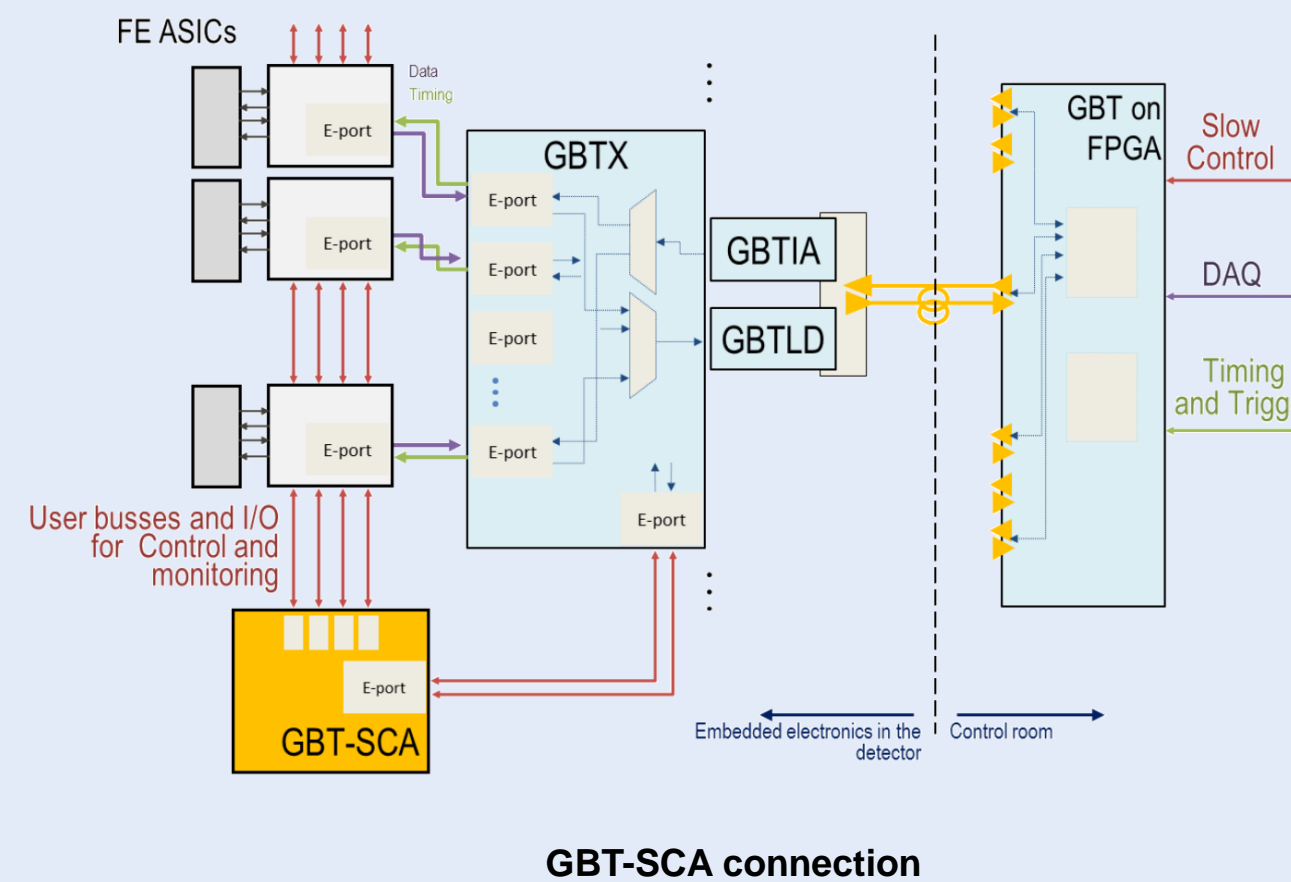 FE ASICs
Data
Timing
E-port
E-port
E-port
GBTX
E-port
E-port
E-port
E-port
E-port
GBTIA
GBTLD
GBT on
FPGA
Slow
Control
DAQ
Timing
and Trigg
User busses and I/O
for Control and
monitoring
E-port
GBT-SCA
Embedded electronics in the
detector
Control room
GBT-SCA connection